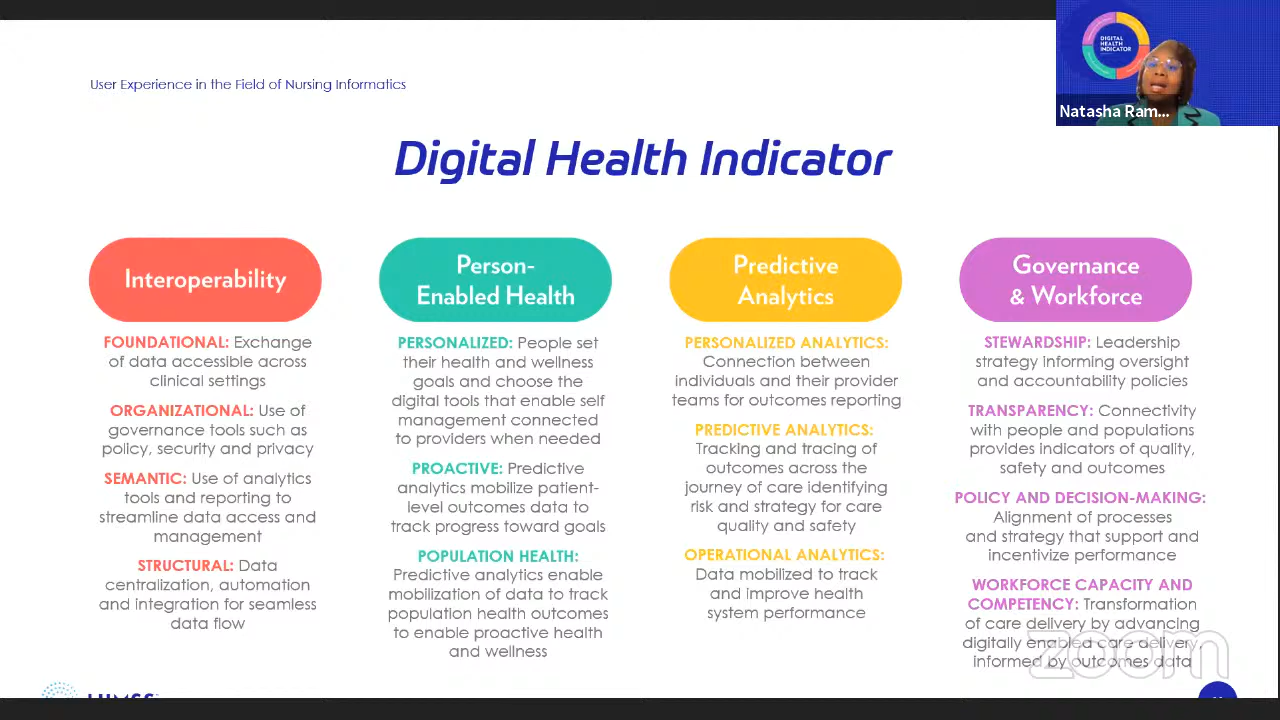 User Experience in the Field of Nursing Informatics
DIGITAL
HEALTH
INDICATOR
Natasha Ram...
Digital Health Indicator
Interoperability
FOUNDATIONAL: Exchange
of data accessible across
clinical settings
ORGANIZATIONAL: Use of
governance tools such as
policy, security and privacy
SEMANTIC: Use of analytics
tools and reporting to
streamline data access and
management
STRUCTURAL: Data
centralization, automation
and integration for seamless
data flow
Person-
Enabled Health
PERSONALIZED: People set
their health and wellness
goals and choose the
digital tools that enable self
management connected
to providers when needed
PROACTIVE: Predictive
analytics mobilize patient-
level outcomes data to
track progress toward goals
POPULATION HEALTH:
Predictive analytics enable
mobilization of data to track
population health outcomes
to enable proactive health
and wellness
Predictive
Analytics
PERSONALIZED ANALYTICS:
Connection between
individuals and their provider
teams for outcomes reporting
PREDICTIVE ANALYTICS:
Tracking and tracing of
outcomes across the
journey of care identifying
risk and strategy for care
quality and safety
OPERATIONAL ANALYTICS:
Data mobilized to track
and improve health
system performance
Governance
& Workforce
STEWARDSHIP: Leadership
strategy informing oversight
and accountability policies
TRANSPARENCY: Connectivity
with people and populations
provides indicators of quality,
safety and outcomes
POLICY AND DECISION-MAKING:
Alignment of processes
and strategy that support and
incentivize performance
WORKFORCE CAPACITY AND
COMPETENCY: Transformation
of care delivery by advancing
digitally enabled care delivery,
informed by outcomes data
zoom